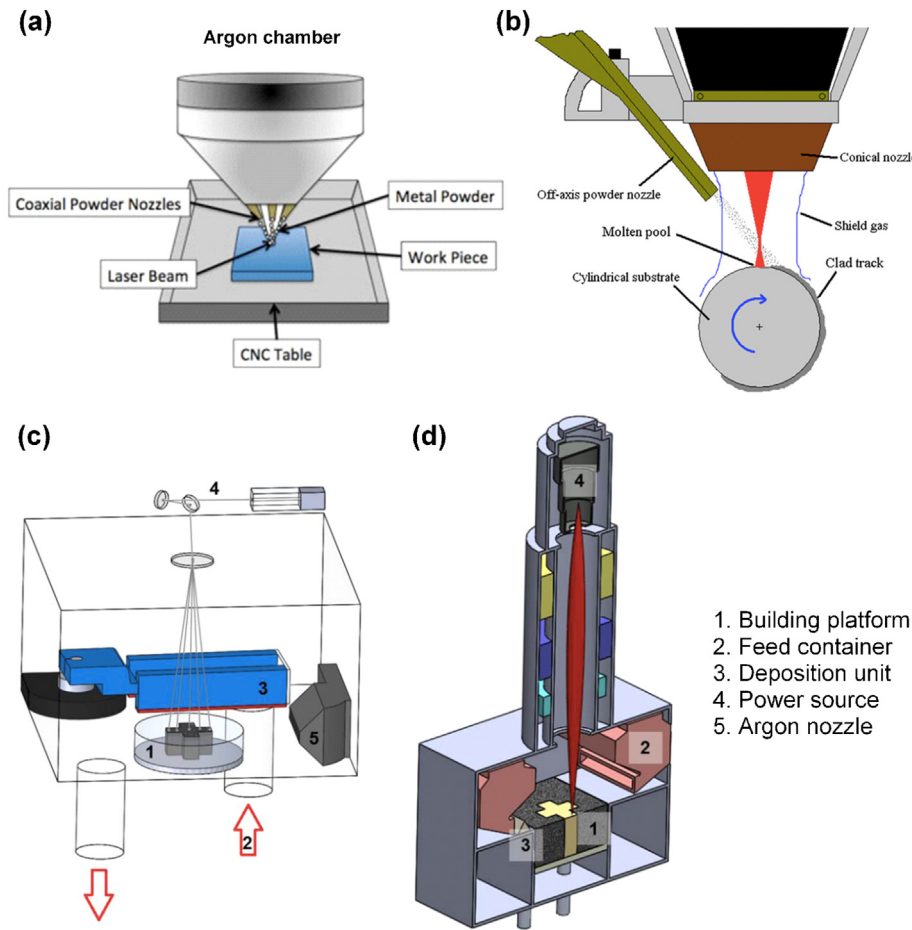 (a)
Argon chamber
Coaxial Powder Nozzles
Metal Powder
Laser Beam
Work Piece
CNC Table
(b)
Conical nozzle
Off-axis powder nozzle
Shield gas
Molten pool
Clad track
Cylindrical substrate
(c)
4
3
5
1
2
(d)
4
2
1
3
1. Building platform
2. Feed container
3. Deposition unit
4. Power source
5. Argon nozzle